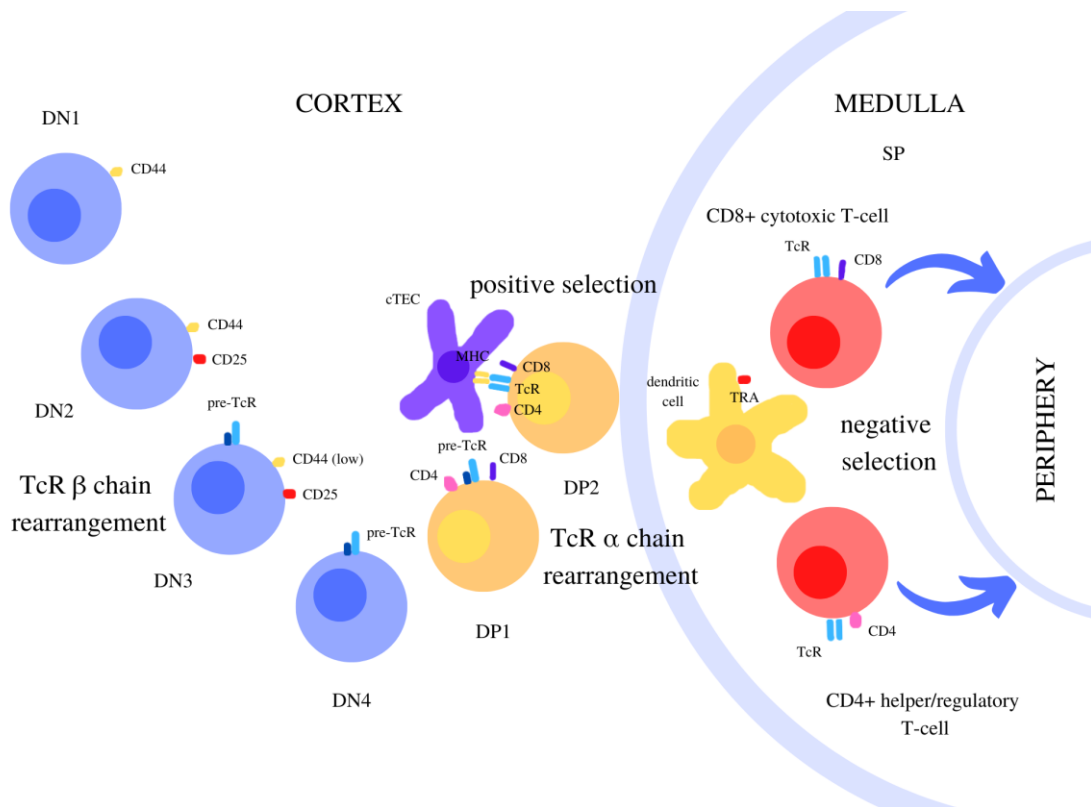 CORTEX
MEDULLA
DN1
CD44
SP
CD8+ cytotoxic T-cell
TcR
CD8
positive selection
cTEC
MHC
CD8
TcR
CD4
CD44
CD25
DN2
pre-TcR
CD44 (low)
CD25
TcR β chain
rearrangement
DN3
pre-TcR
CD8
CD4
DP2
pre-TcR
TcR α chain
rearrangement
DP1
DN4
dendritic
cell
TRA
negative
selection
PERIPHERY
CD4
TcR
CD4+ helper/regulatory
T-cell